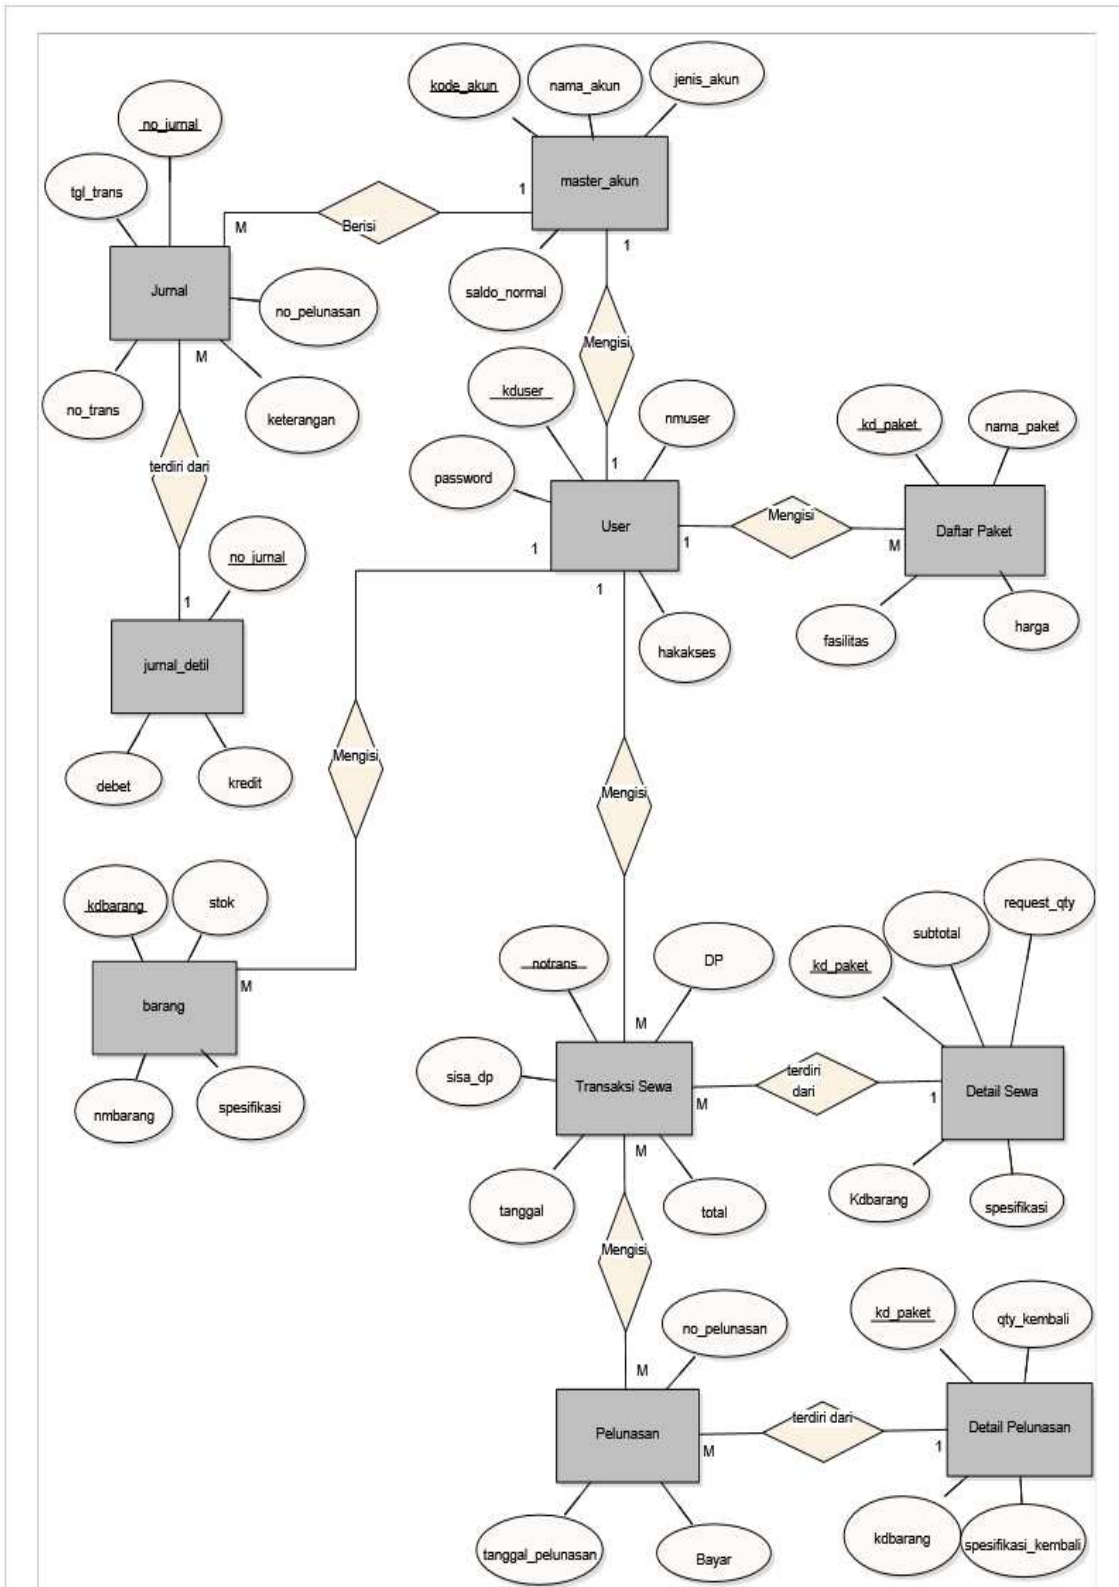 kode_akun
nama_akun
jenis_akun
no_jurnal
master_akun
tgl_trans
1
Berisi
M
1
Jurnal
saldo_normal
no_pelunasan
M
Mengisi
no_trans
keterangan
kduser
nmuser
kd_paket
nama_paket
terdiri dari
password
1
User
Mengisi
Daftar Paket
1
M
1
1
no_jurnal
1
fasilitas
harga
hakakses
jurnal_detil
Mengisi
debet
kredit
Mengisi
kdbarang
stok
request_qty
subtotal
notrans
DP
kd_paket
M
barang
M
sisa_dp
Transaksi Sewa
terdiri
dari
Detail Sewa
M
1
nmbarang
spesifikasi
M
tanggal
total
Kdbarang
spesifikasi
Mengisi
no_pelunasan
kd_paket
qty_kembali
M
Pelunasan
terdiri dari
Detail Pelunasan
M
1
tanggal_pelunasan
Bayar
kdbarang
spesifikasi_kembali